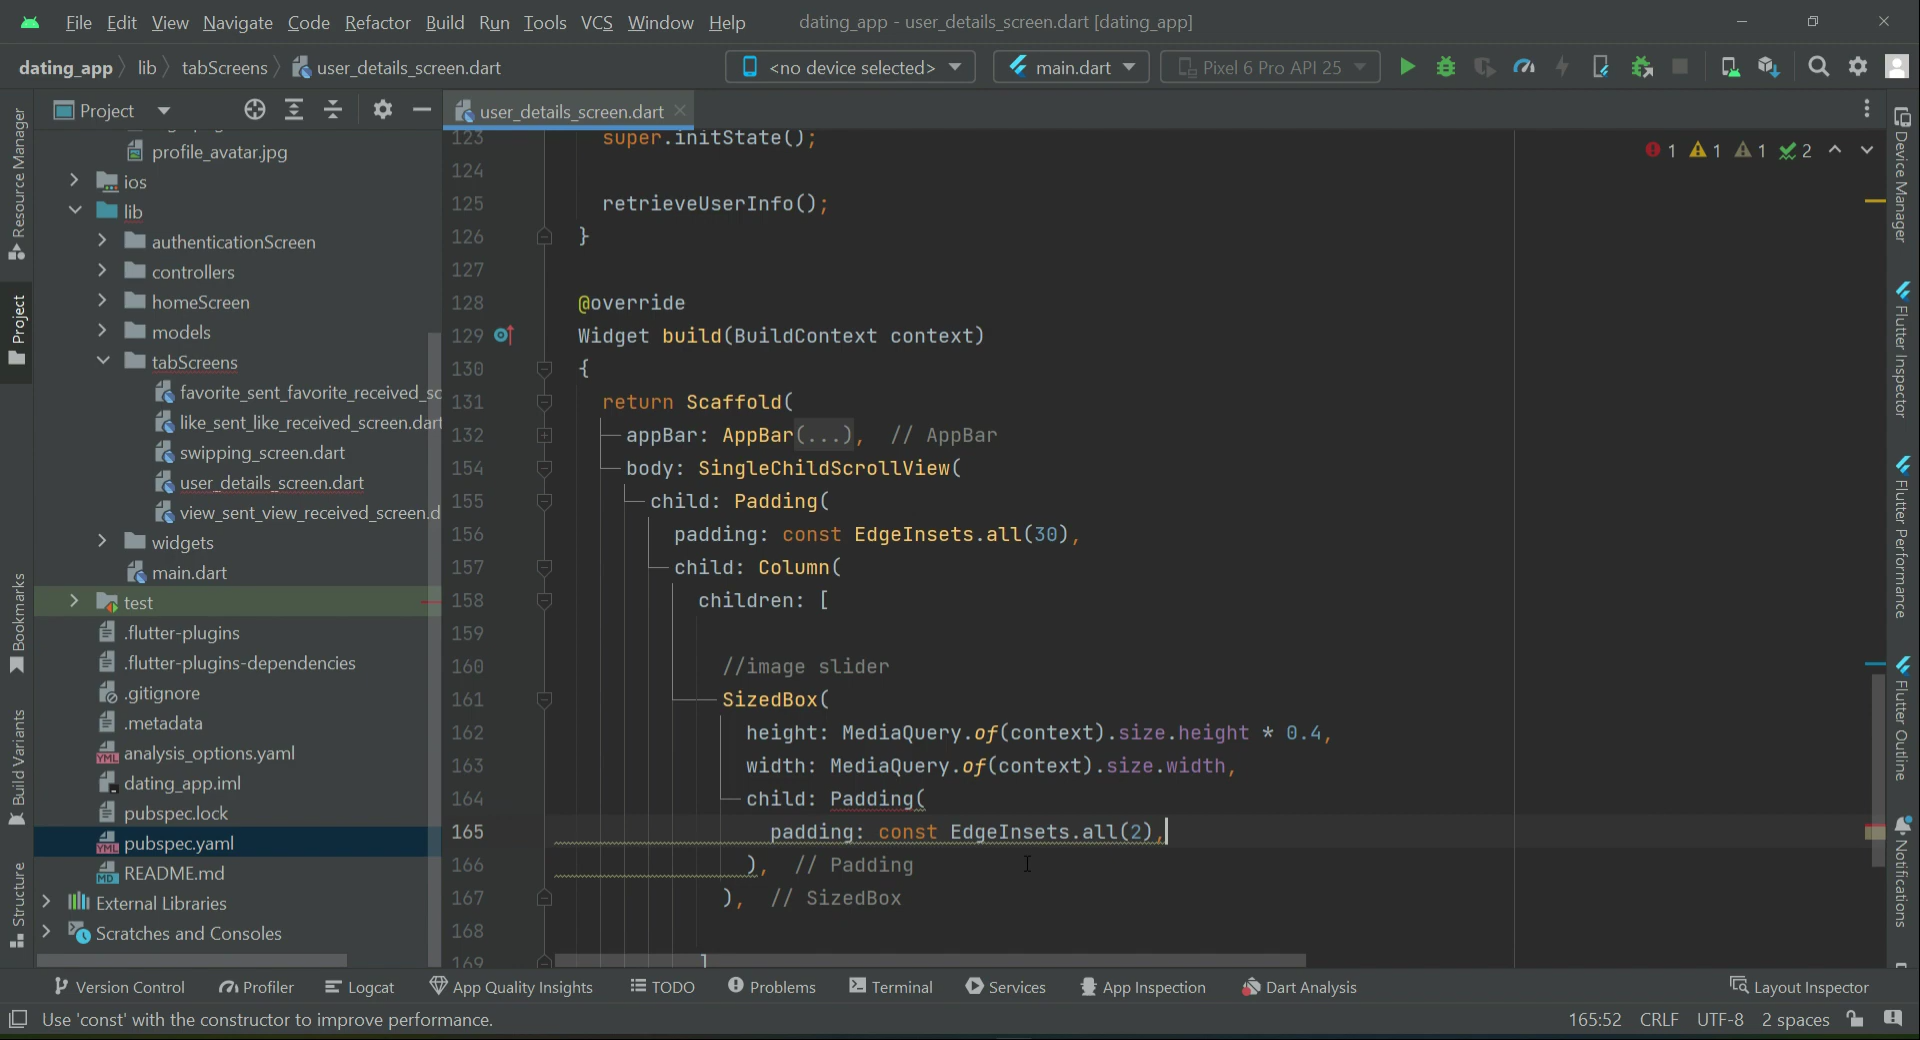 File Edit View Navigate Code Refactor Build Run Tools VCS Window Help dating_app - user_details_screen.dart [dating_app]
dating_app lib tabScreens user_details_screen.dart <no device selected> main.dart Pixel 6 Pro API 25
Project
user_details_screen.dart
Resource Manager
Project
Bookmarks
Build Variants
Structure
profile_avatar.jpg
ios
lib
authenticationScreen
controllers
homeScreen
models
tabScreens
favorite_sent_favorite_received_sc
like_sent_like_received_screen.dart
swipping_screen.dart
user_details_screen.dart
view_sent_view_received_screen.d
widgets
main.dart
test
.flutter-plugins
.flutter-plugins-dependencies
.gitignore
.metadata
analysis_options.yaml
dating_app.iml
pubspec.lock
pubspec.yaml
README.md
External Libraries
Scratches and Consoles
1 1 1 2
123 super.initState();
124
125 retrieveUserInfo();
126 }
127
128 @override
129 Widget build(BuildContext context)
130 {
131 return Scaffold(
132 appBar: AppBar(...), // AppBar
154 body: SingleChildScrollView(
155 child: Padding(
156 padding: const EdgeInsets.all(30),
157 child: Column(
158 children: [
159
160 //image slider
161 SizedBox(
162 height: MediaQuery.of(context).size.height * 0.4,
163 width: MediaQuery.of(context).size.width,
164 child: Padding(
165 padding: const EdgeInsets.all(2),
166 ), // Padding
167 ), // SizedBox
168
169 ]
Device Manager
Flutter Inspector
Flutter Performance
Flutter Outline
Notifications
Version Control Profiler Logcat App Quality Insights TODO Problems Terminal Services App Inspection Dart Analysis Layout Inspector
Use 'const' with the constructor to improve performance. 165:52 CRLF UTF-8 2 spaces